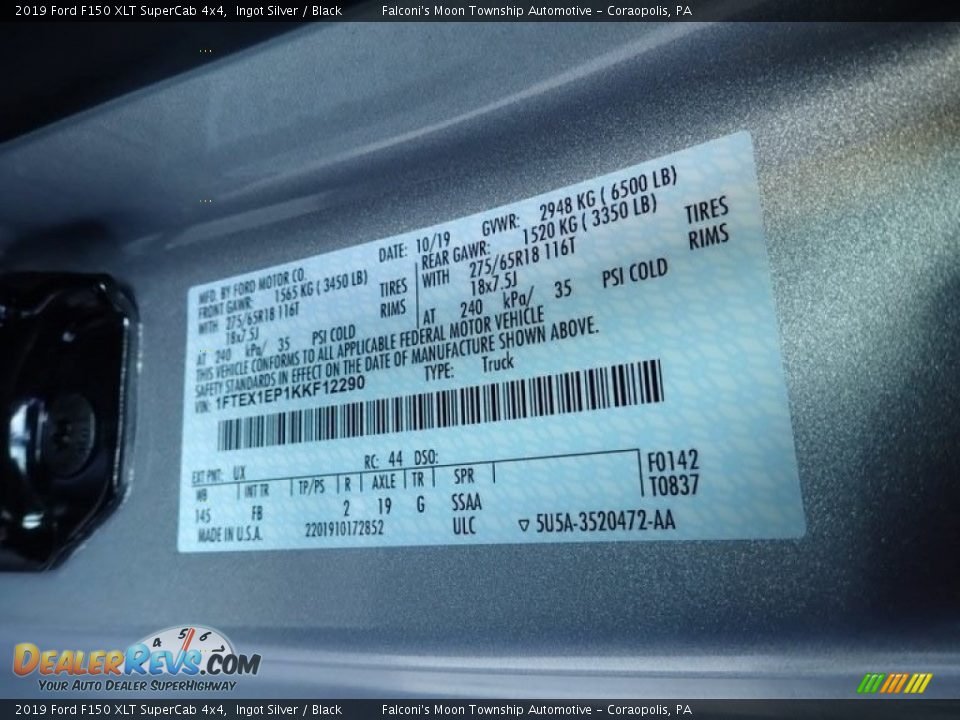 2019 Ford F150 XLT SuperCab 4x4, Ingot Silver / Black Falconi's Moon Township Automotive - Coraopolis, PA
MFD. BY FORD MOTOR CO. DATE: 10/19 GVWR: 2948 KG ( 6500 LB)
FRONT GAWR: 1565 KG ( 3450 LB) REAR GAWR: 1520 KG ( 3350 LB)
WITH 275/65R18 116T TIRES WITH 275/65R18 116T TIRES
18x7.5J RIMS 18x7.5J RIMS
AT 240 kPa/ 35 PSI COLD AT 240 kPa/ 35 PSI COLD
THIS VEHICLE CONFORMS TO ALL APPLICABLE FEDERAL MOTOR VEHICLE
SAFETY STANDARDS IN EFFECT ON THE DATE OF MANUFACTURE SHOWN ABOVE.
VIN: 1FTEX1EP1KKF12290 TYPE: Truck
EXT PNT: UX RC: 44 DSO: F0142
WB INT TR TP/PS R AXLE TR SPR T0837
145 FB 2 19 G SSAA
MADE IN U.S.A. 2201910172852 ULC ▽ 5U5A-3520472-AA
4 5 6
DEALERREVS.COM
YOUR AUTO DEALER SUPERHIGHWAY
2019 Ford F150 XLT SuperCab 4x4, Ingot Silver / Black Falconi's Moon Township Automotive - Coraopolis, PA